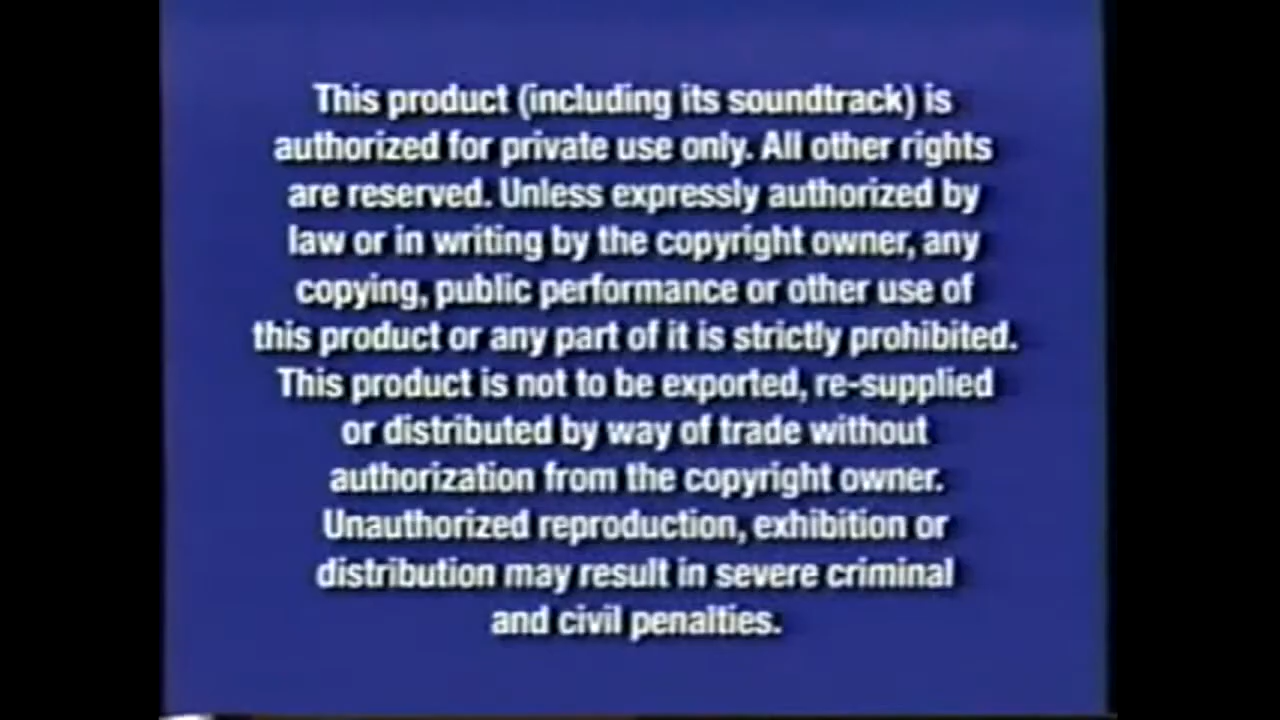 This product (including its soundtrack) is
authorized for private use only. All other rights
are reserved. Unless expressly authorized by
law or in writing by the copyright owner, any
copying, public performance or other use of
this product or any part of it is strictly prohibited.
This product is not to be exported, re-supplied
or distributed by way of trade without
authorization from the copyright owner.
Unauthorized reproduction, exhibition or
distribution may result in severe criminal
and civil penalties.